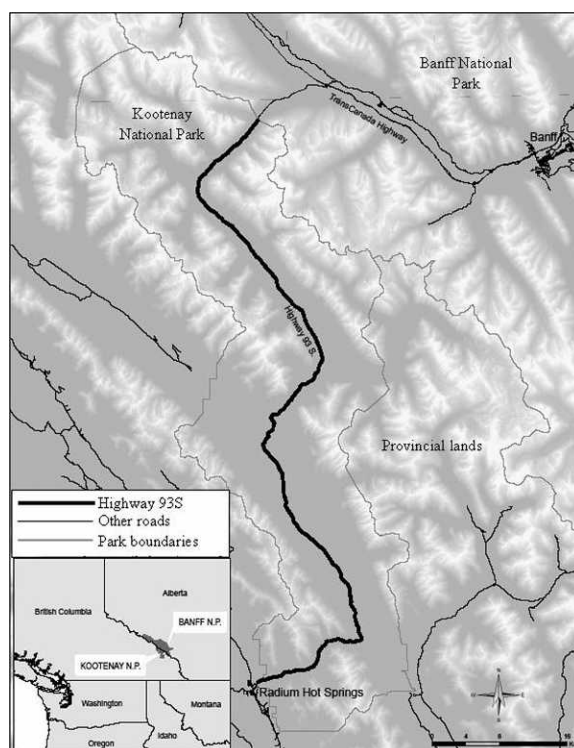 Banff National
Park
Kootenay
National Park
TransCanada Highway
Banff
Highway 93 S.
Provincial lands
Highway 93S
Other roads
Park boundaries
Alberta
British Columbia
BANFF N.P.
KOOTENAY N.P.
Washington
Montana
Idaho
Oregon
Radium Hot Springs
N